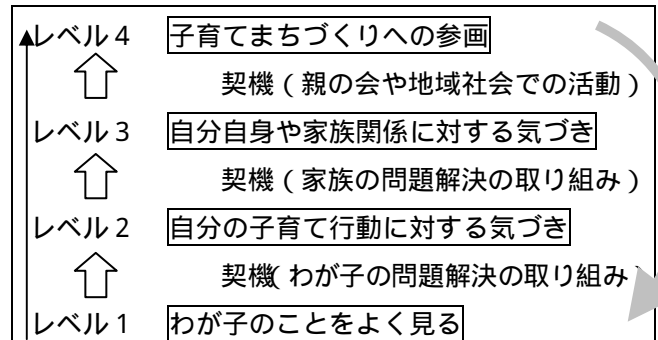 レベル４　子育てまちづくりへの参画
契機（親の会や地域社会での活動）
レベル３　自分自身や家族関係に対する気づき
契機（家族の問題解決の取り組み）
レベル２　自分の子育て行動に対する気づき
契機（わが子の問題解決の取り組み）
レベル１　わが子のことをよく見る